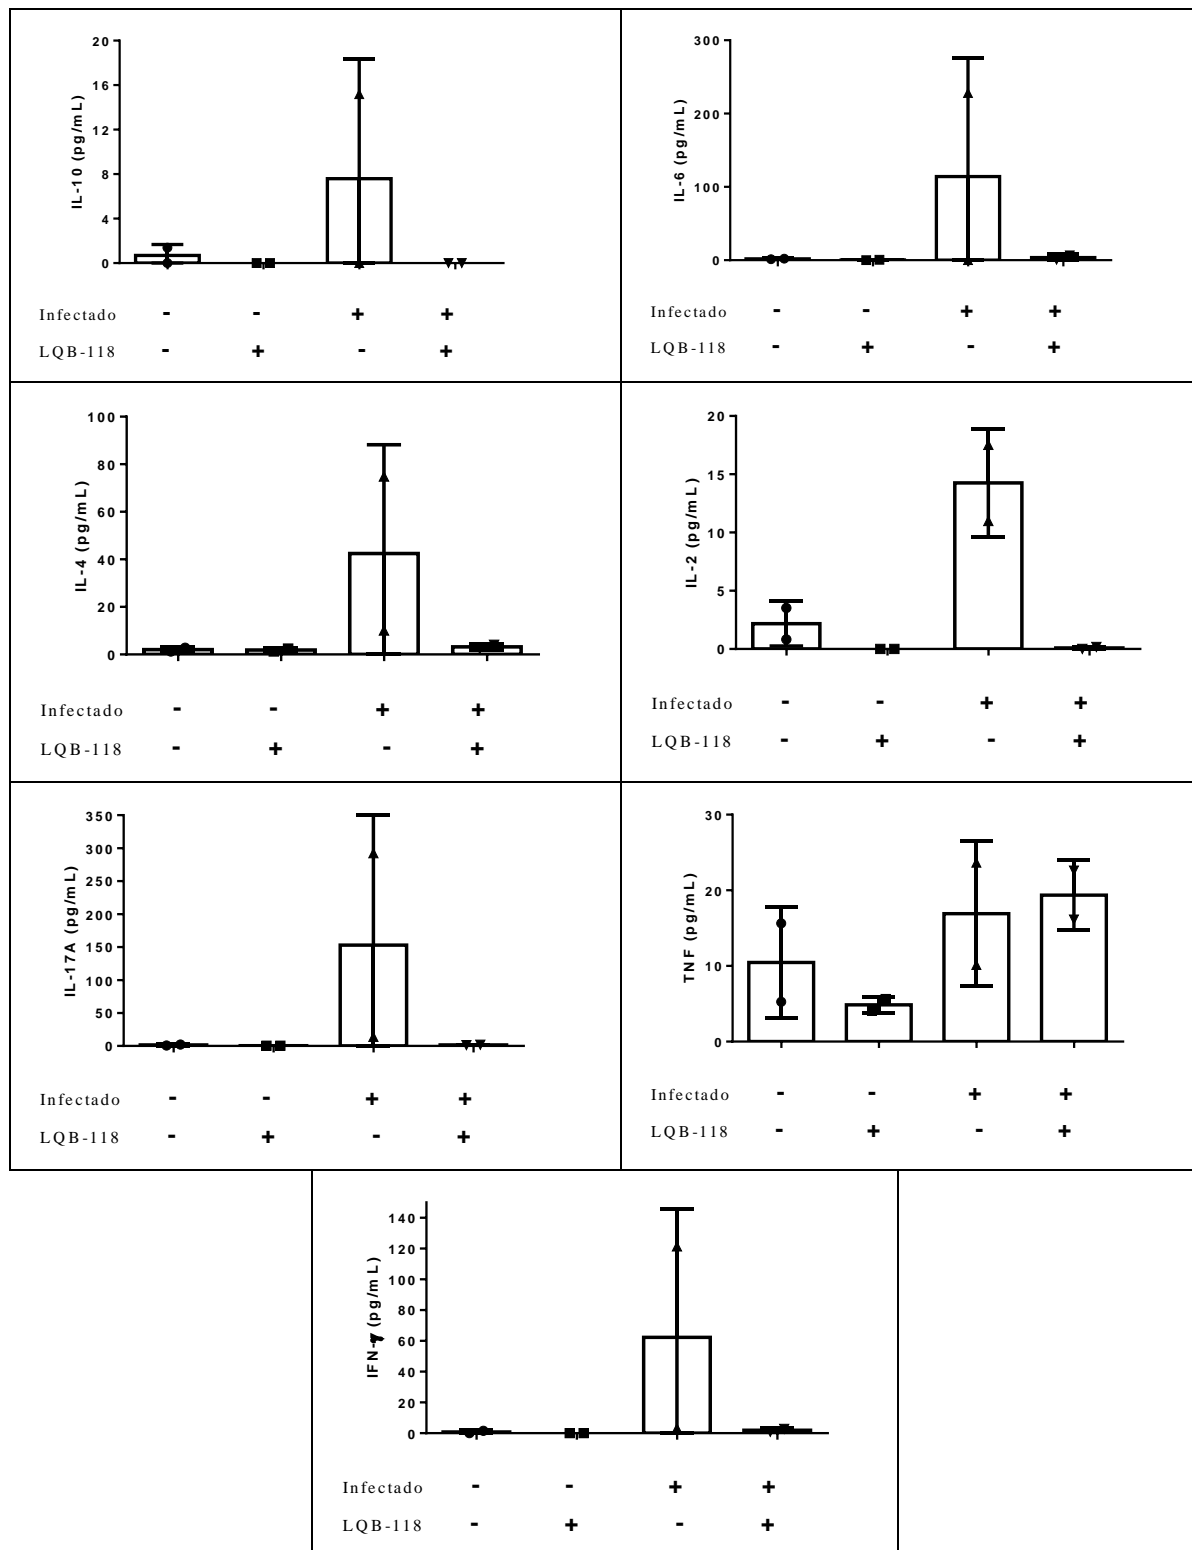 20
16
12
8
4
0
IL-10 (pg/mL)
Infectado - - + +
LQB-118 - + - +
300
200
100
0
IL-6 (pg/mL)
Infectado - - + +
LQB-118 - + - +
100
80
60
40
20
0
IL-4 (pg/mL)
Infectado - - + +
LQB-118 - + - +
20
15
10
5
0
IL-2 (pg/mL)
Infectado - - + +
LQB-118 - + - +
350
300
250
200
150
100
50
0
IL-17A (pg/mL)
Infectado - - + +
LQB-118 - + - +
30
20
10
0
TNF (pg/mL)
Infectado - - + +
LQB-118 - + - +
140
120
100
80
60
40
20
0
IFN-γ (pg/mL)
Infectado - - + +
LQB-118 - + - +